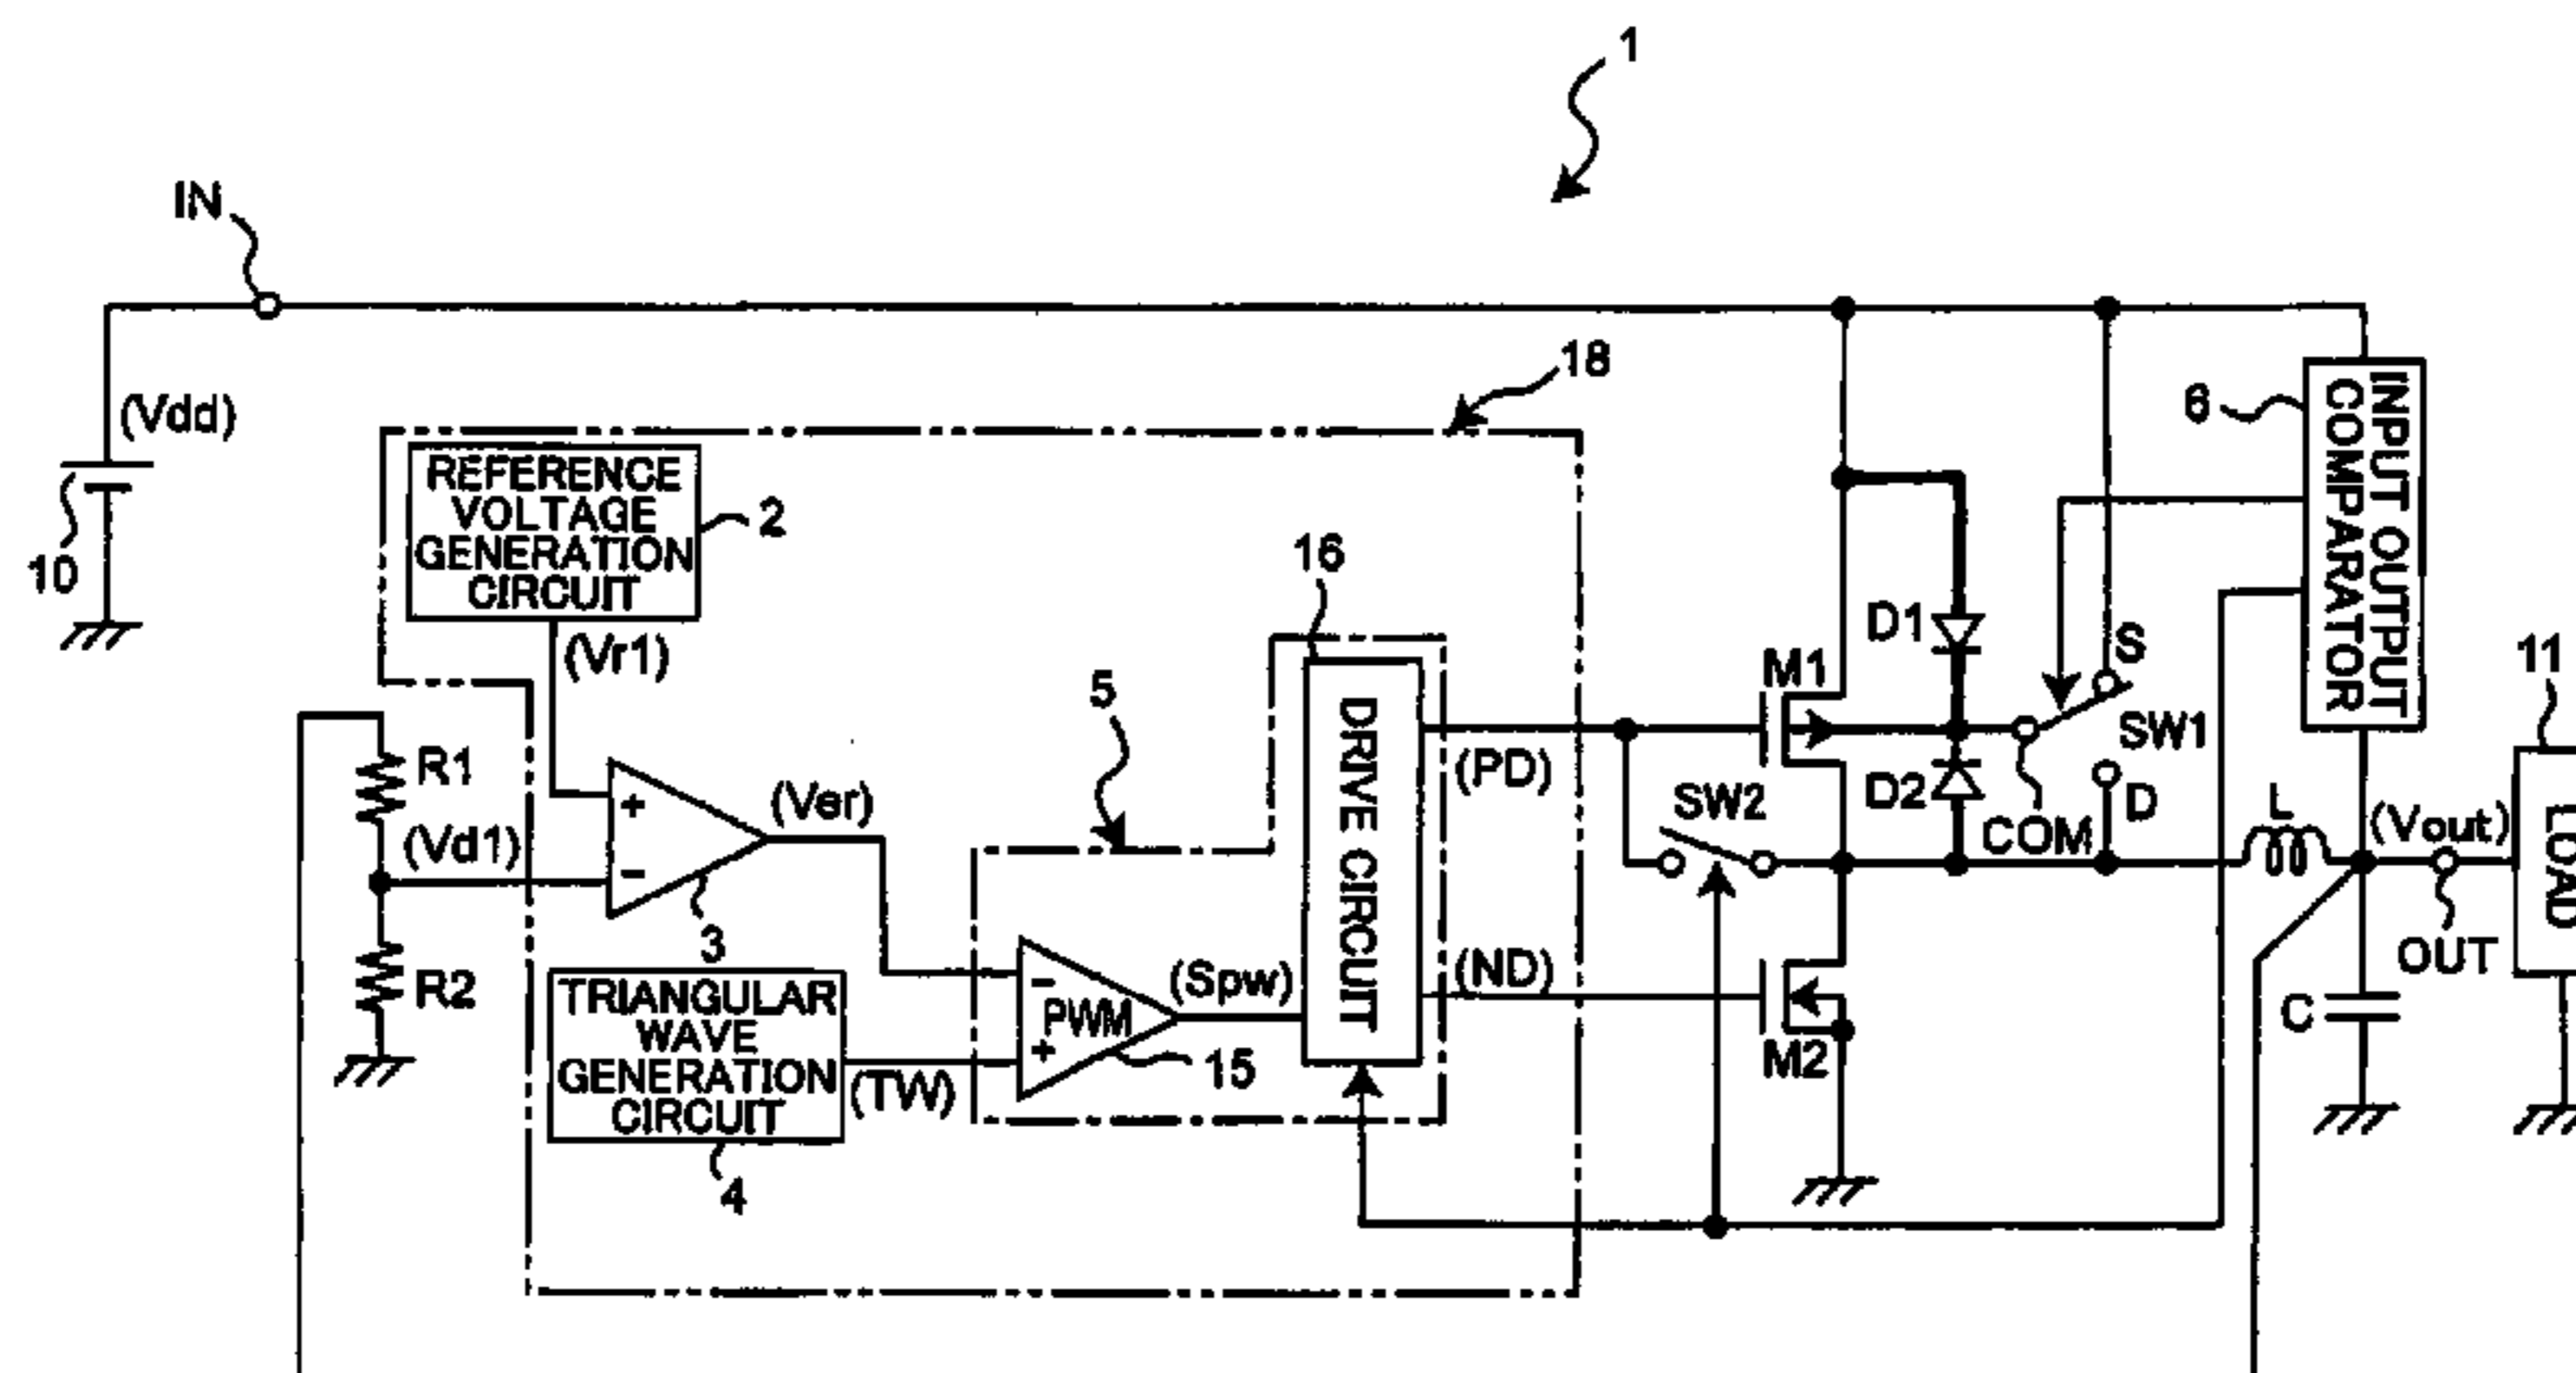 1
IN
18
(Vdd)
6
INPUT OUTPUT
COMPARATOR
REFERENCE
VOLTAGE
GENERATION
CIRCUIT
2
10
16
(Vr1)
D1
S
M1
11
5
SW1
DRIVE CIRCUIT
R1
(PD)
(Ver)
SW2
D2
D
L
(Vout)
COM
(Vd1)
+
-
LOAD
3
OUT
(ND)
R2
(Spw)
-
PWM
+
TRIANGULAR
WAVE
GENERATION
CIRCUIT
C
M2
15
(TW)
4